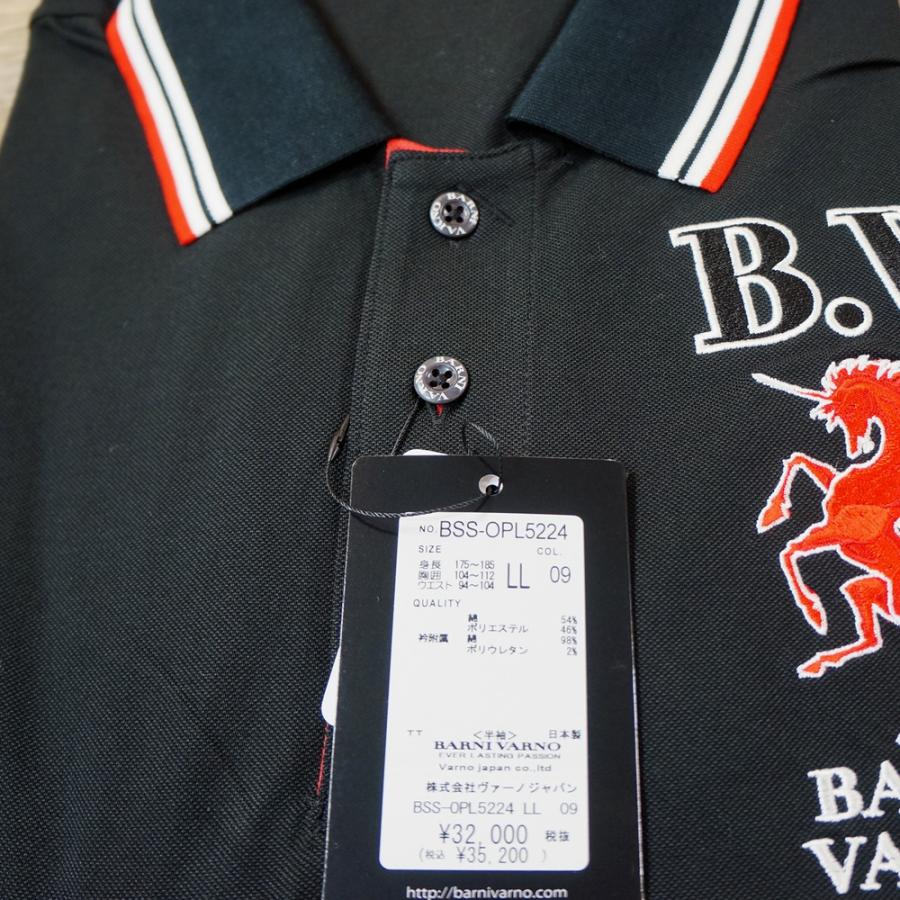 BARNI VARNO
BARNI VARNO
B.V
NO. BSS-OPL5224
SIZE COL.
身長 175〜185
胸囲 104〜112 LL 09
ウエスト 94〜104
QUALITY
綿 54%
ポリエステル 46%
衿附属 綿 98%
ポリウレタン 2%
TT <半袖> 日本製
BARNI VARNO
EVER LASTING PASSION
Varno japan co.,ltd
株式会社ヴァーノジャパン
BSS-OPL5224 LL 09
¥32,000 税抜
(税込 ¥35,200 )
http://barnivarno.com
BA
VA